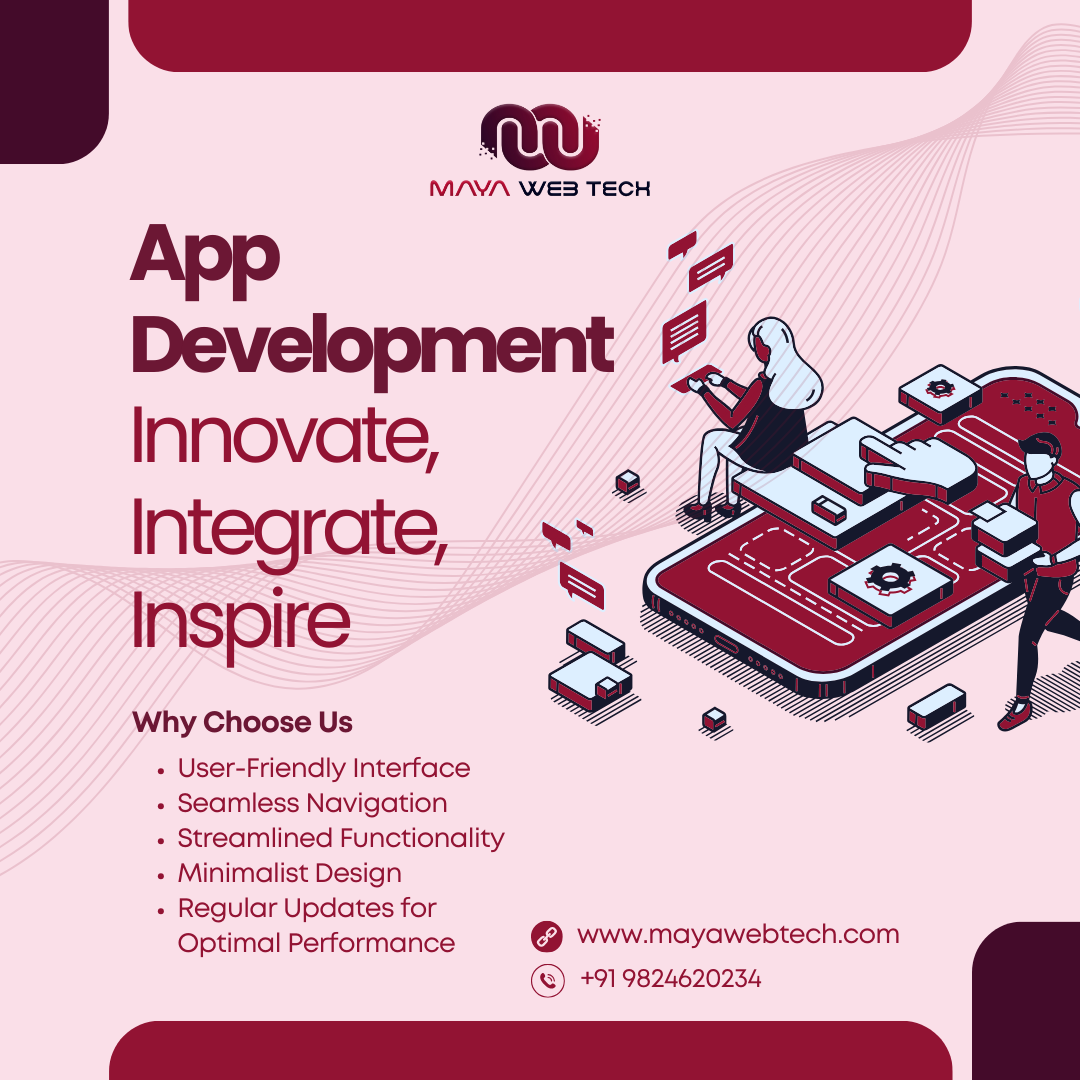 MAYA WEB TECH
App
Development
Innovate,
Integrate,
Inspire
Why Choose Us
• User-Friendly Interface
• Seamless Navigation
• Streamlined Functionality
• Minimalist Design
• Regular Updates for
Optimal Performance
www.mayawebtech.com
+91 9824620234